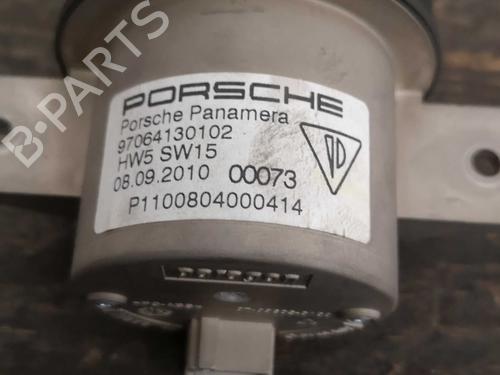 PORSCHE
Porsche Panamera
97064130102
HW5 SW15
08.09.2010 00073
P1100804000414
B-PARTS